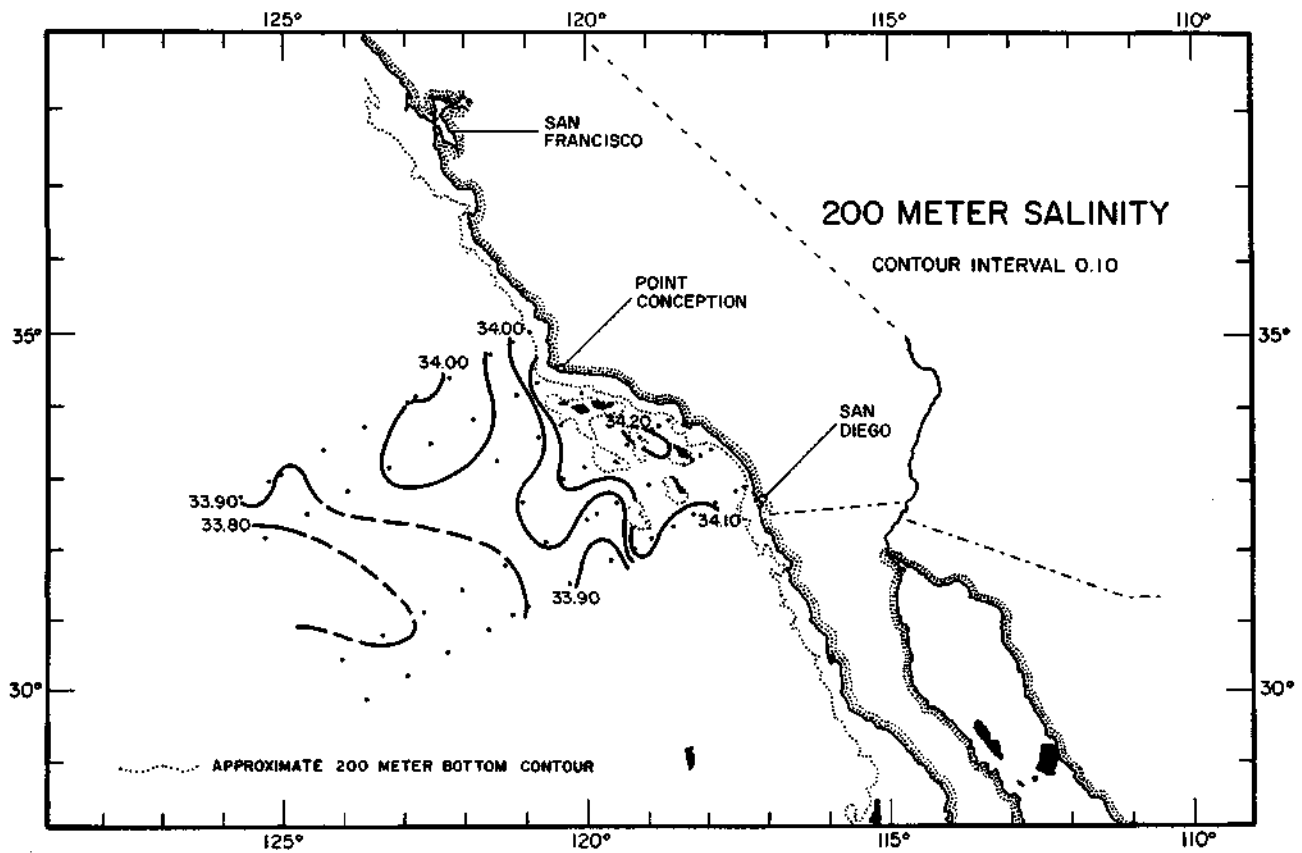 125°
120°
115°
110°
SAN
FRANCISCO
200 METER SALINITY
CONTOUR INTERVAL 0.10
POINT
CONCEPTION
35°
34.00
34.00
35°
SAN
DIEGO
34.20
33.90
33.80
34.10
33.90
30°
30°
APPROXIMATE 200 METER BOTTOM CONTOUR
125°
120°
115°
110°